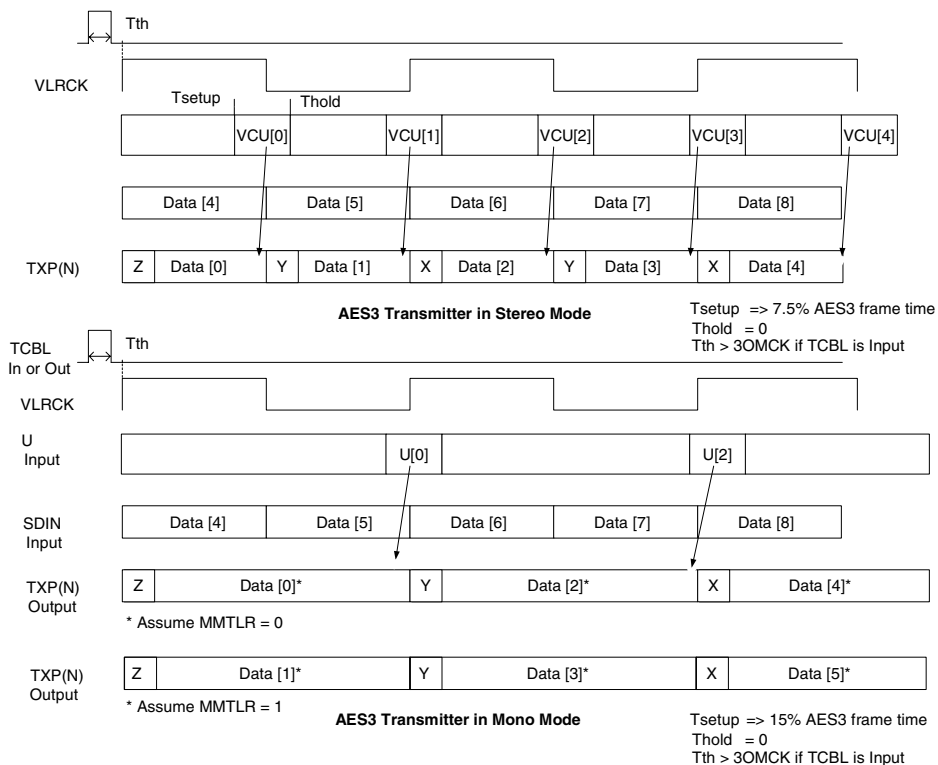 Tth
VLRCK
Tsetup Thold
VCU[0] VCU[1] VCU[2] VCU[3] VCU[4]
Data [4] Data [5] Data [6] Data [7] Data [8]
TXP(N) Z Data [0] Y Data [1] X Data [2] Y Data [3] X Data [4]
AES3 Transmitter in Stereo Mode
Tsetup => 7.5% AES3 frame time
Thold = 0
Tth > 3OMCK if TCBL is Input
TCBL
In or Out
Tth
VLRCK
U
Input
U[0] U[2]
SDIN
Input
Data [4] Data [5] Data [6] Data [7] Data [8]
TXP(N)
Output
Z Data [0]* Y Data [2]* X Data [4]*
* Assume MMTLR = 0
TXP(N)
Output
Z Data [1]* Y Data [3]* X Data [5]*
* Assume MMTLR = 1
AES3 Transmitter in Mono Mode
Tsetup => 15% AES3 frame time
Thold = 0
Tth > 3OMCK if TCBL is Input